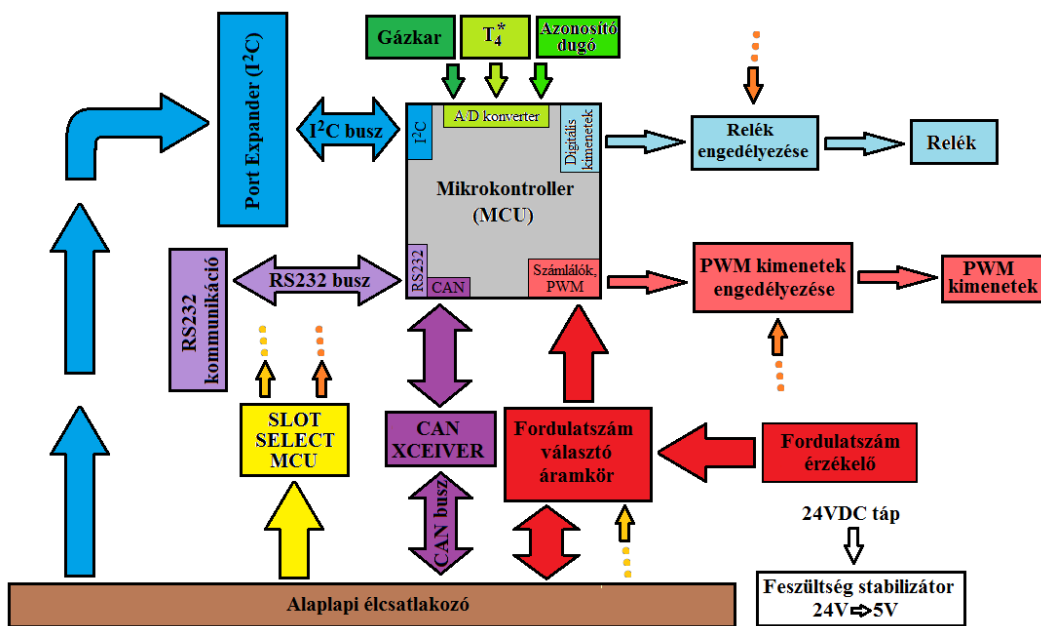 Gázkar
T₄*
Azonosító
dugó
Port Expander (I²C)
I²C busz
I²C
A/D konverter
Digitális
kimenetek
Relék
engedélyezése
Relék
Mikrokontroller
(MCU)
RS232
kommunikáció
RS232 busz
RS232
CAN
Számlálók,
PWM
PWM kimenetek
engedélyezése
PWM
kimenetek
SLOT
SELECT
MCU
CAN
XCEIVER
Fordulatszám
választó
áramkör
Fordulatszám
érzékelő
CAN busz
24VDC táp
Feszültség stabilizátor
24V⇨5V
Alaplapi élcsatlakozó